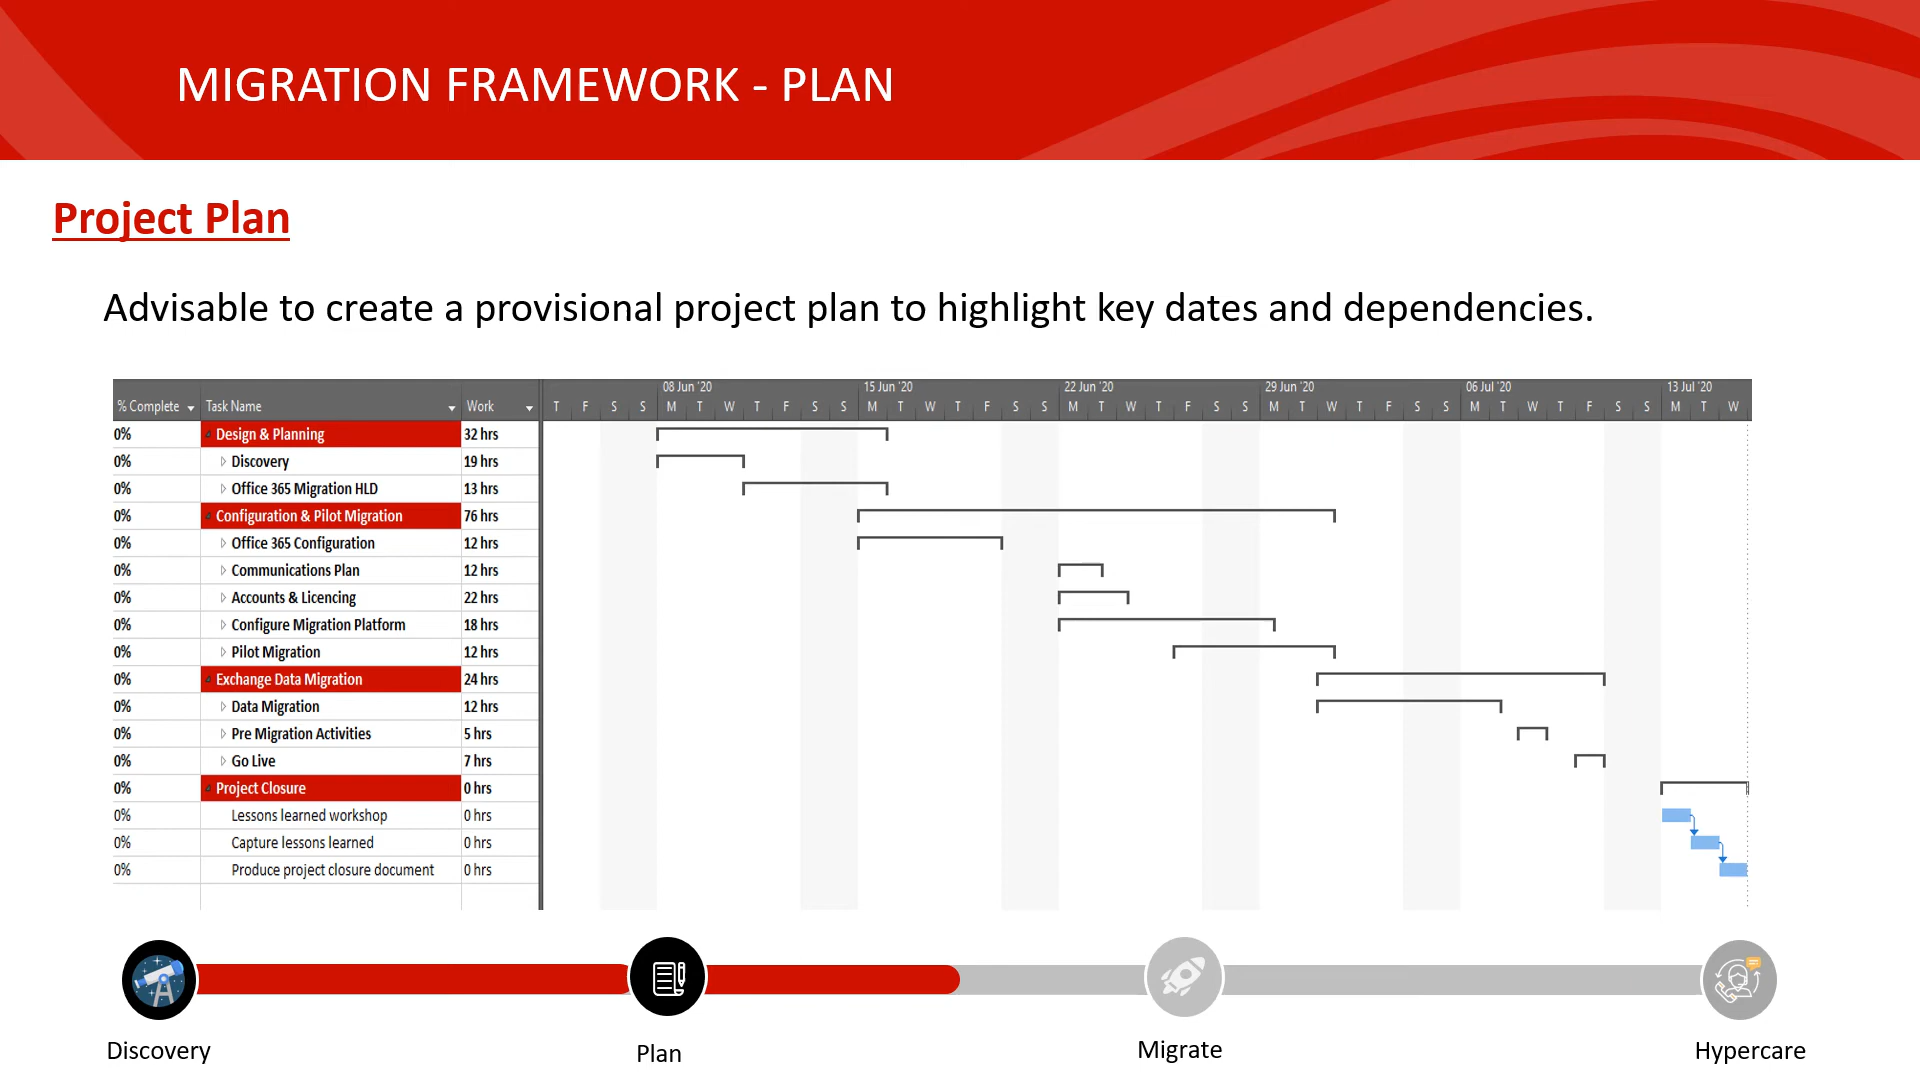 MIGRATION FRAMEWORK - PLAN
Project Plan
Advisable to create a provisional project plan to highlight key dates and dependencies.
08 Jun '20 15 Jun '20 22 Jun '20 29 Jun '20 06 Jul '20 13 Jul '20
% Complete Task Name Work T F S S M T W T F S S M T W T F S S M T W T F S S M T W T F S S M T W T F S S M T W
0% Design & Planning 32 hrs
0% Discovery 19 hrs
0% Office 365 Migration HLD 13 hrs
0% Configuration & Pilot Migration 76 hrs
0% Office 365 Configuration 12 hrs
0% Communications Plan 12 hrs
0% Accounts & Licencing 22 hrs
0% Configure Migration Platform 18 hrs
0% Pilot Migration 12 hrs
0% Exchange Data Migration 24 hrs
0% Data Migration 12 hrs
0% Pre Migration Activities 5 hrs
0% Go Live 7 hrs
0% Project Closure 0 hrs
0% Lessons learned workshop 0 hrs
0% Capture lessons learned 0 hrs
0% Produce project closure document 0 hrs
Discovery Plan Migrate Hypercare